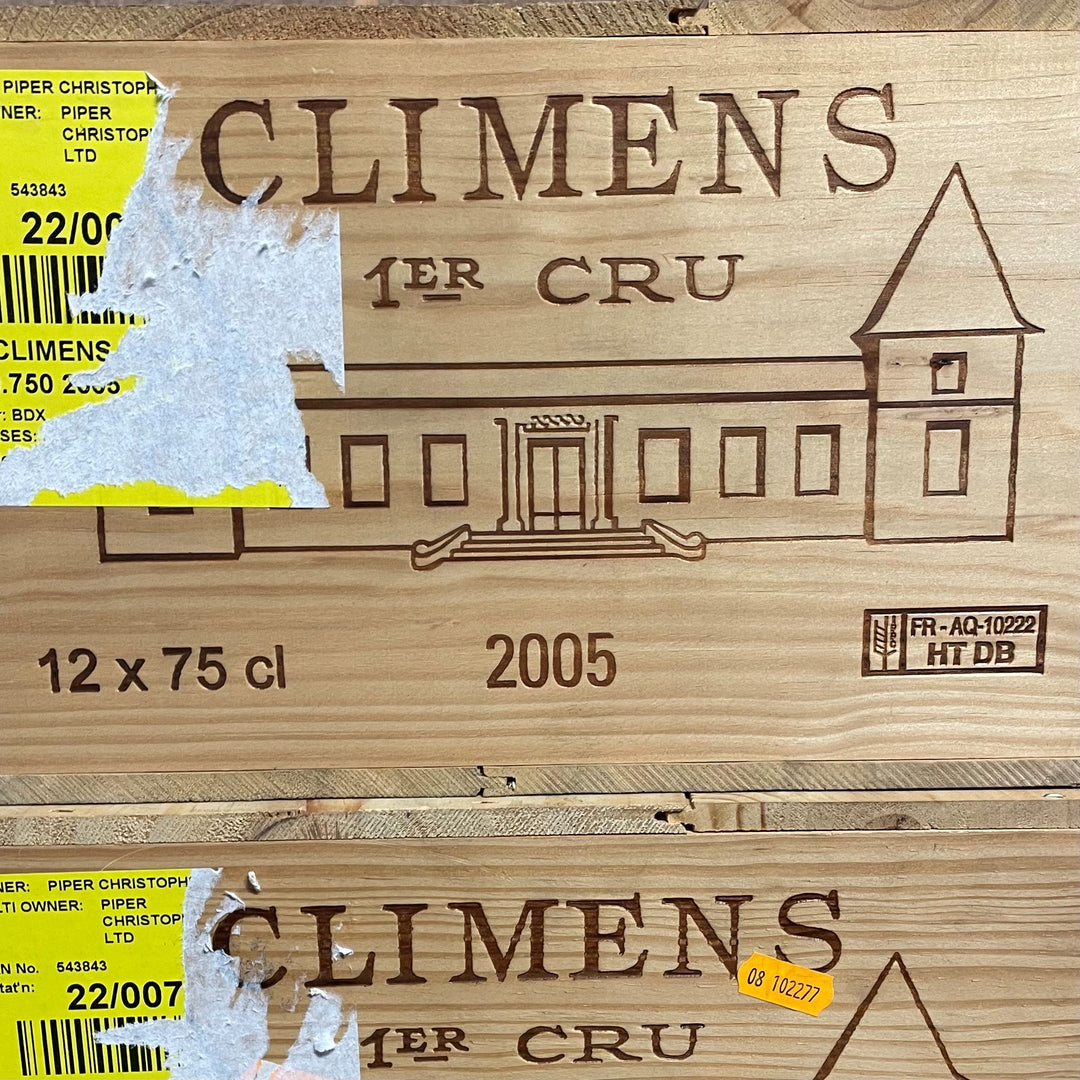 PIPER CHRISTOPH
NER: PIPER
CHRISTOP
LTD
543843
22/00
CLIMENS
.750 2005
: BDX
SES:
CLIMENS
1ER CRU
12 x 75 cl
2005
FR-AQ-10222
HT DB
NER: PIPER CHRISTOPH
LTI OWNER: PIPER
CHRISTOP
LTD
N No. 543843
tat'n:
22/007
CLIMENS
08 102277
1ER CRU